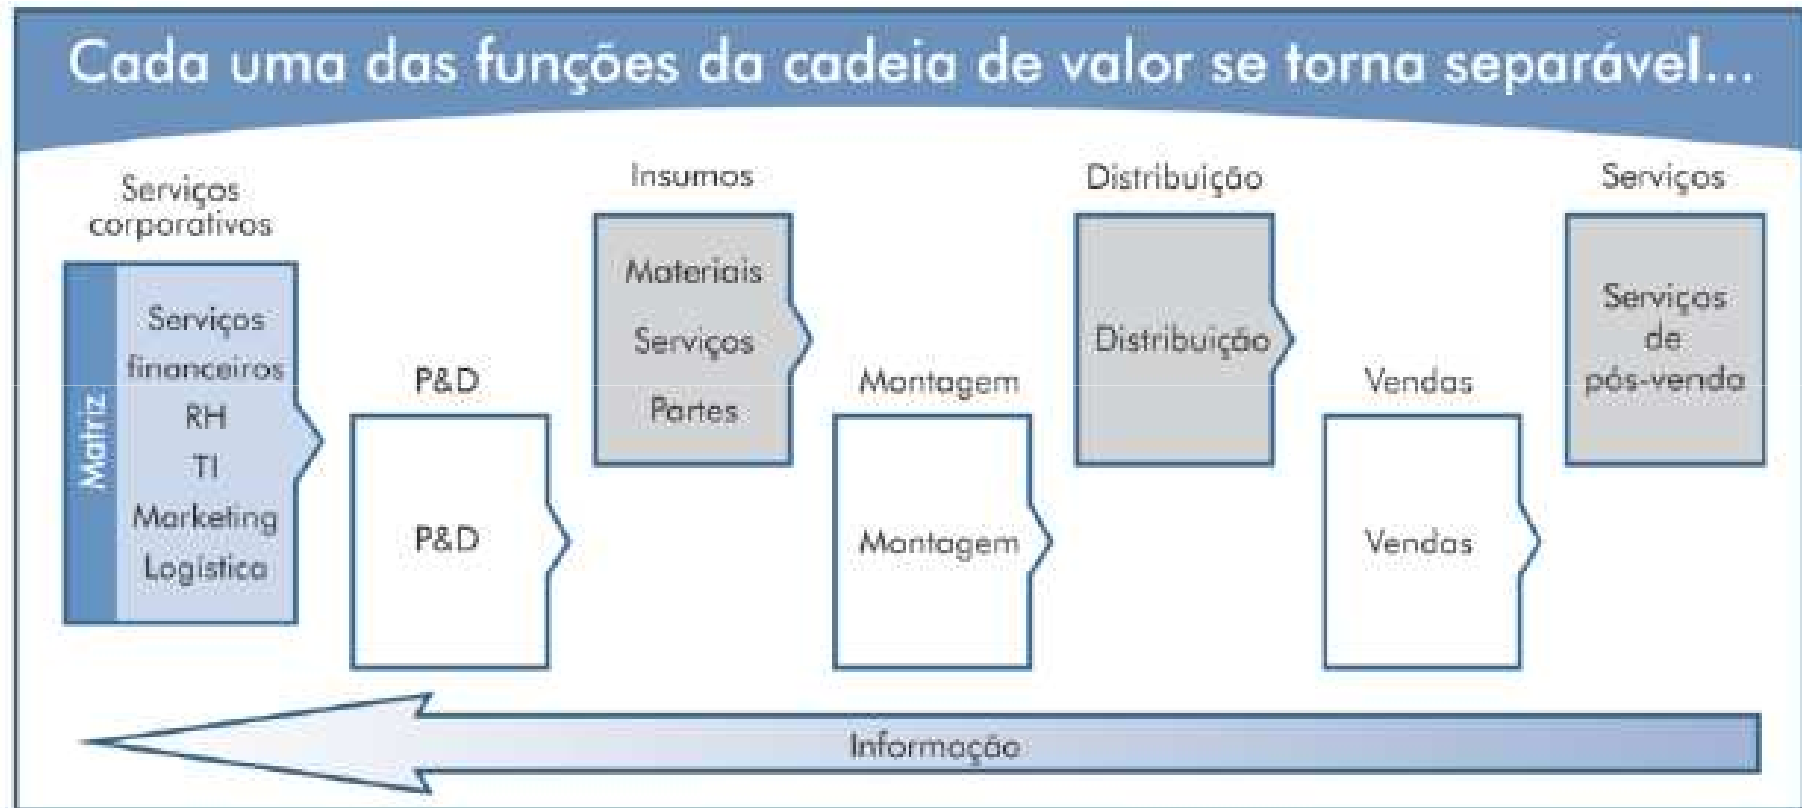 Cada uma das funções da cadeia de valor se torna separável...
Serviços
corporativos
Matriz
Serviços
financeiros
RH
TI
Marketing
Logística
P&D
P&D
Insumos
Materiais
Serviços
Partes
Montagem
Montagem
Distribuição
Distribuição
Vendas
Vendas
Serviços
Serviços
de
pós-venda
Informação